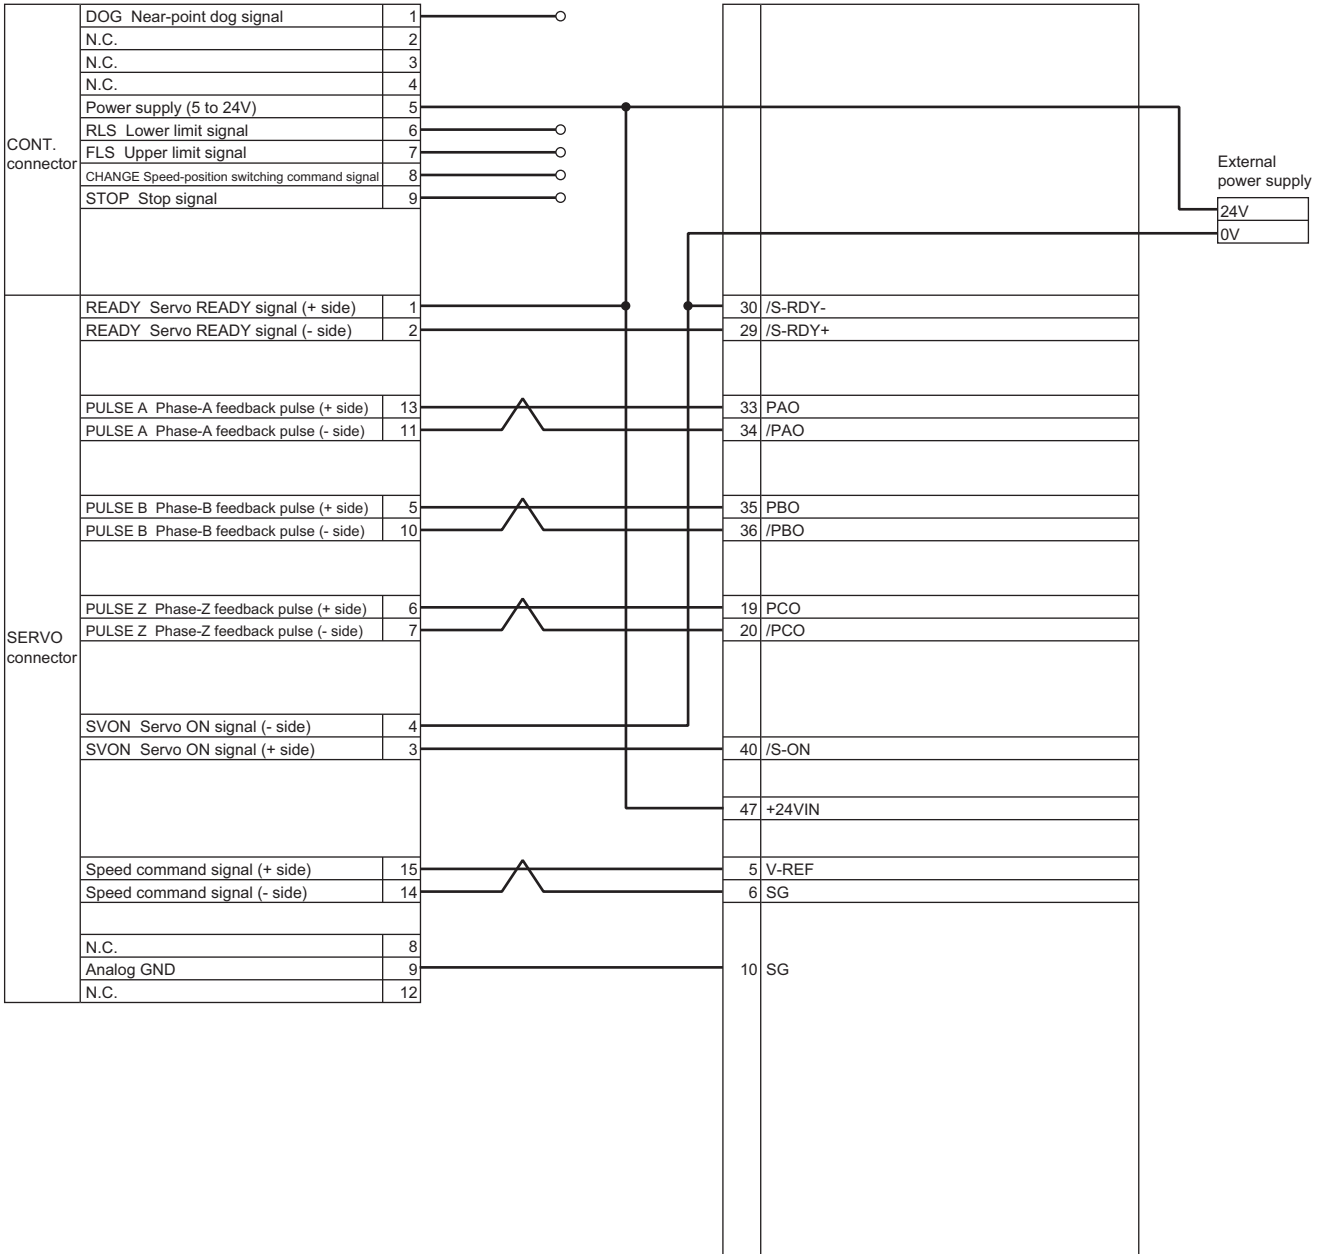 DOG Near-point dog signal 1
N.C. 2
N.C. 3
N.C. 4
Power supply (5 to 24V) 5
RLS Lower limit signal 6
CONT.
connector
FLS Upper limit signal 7
CHANGE Speed-position switching command signal 8
STOP Stop signal 9
External
power supply
24V
0V
READY Servo READY signal (+ side) 1 30 /S-RDY-
READY Servo READY signal (- side) 2 29 /S-RDY+
PULSE A Phase-A feedback pulse (+ side) 13 33 PAO
PULSE A Phase-A feedback pulse (- side) 11 34 /PAO
PULSE B Phase-B feedback pulse (+ side) 5 35 PBO
PULSE B Phase-B feedback pulse (- side) 10 36 /PBO
PULSE Z Phase-Z feedback pulse (+ side) 6 19 PCO
PULSE Z Phase-Z feedback pulse (- side) 7 20 /PCO
SERVO
connector
SVON Servo ON signal (- side) 4
SVON Servo ON signal (+ side) 3 40 /S-ON
47 +24VIN
Speed command signal (+ side) 15 5 V-REF
Speed command signal (- side) 14 6 SG
N.C. 8
Analog GND 9 10 SG
N.C. 12